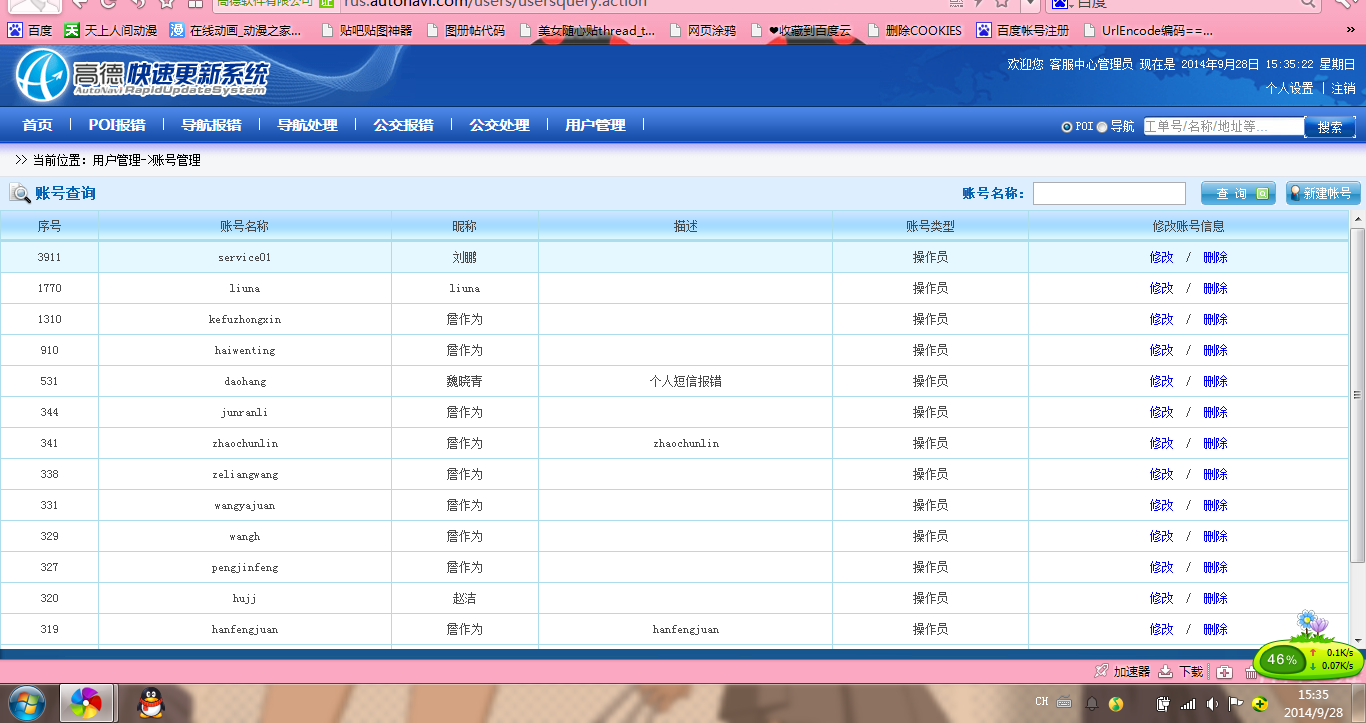 高德软件有限公司 证 rus.autonavi.com/users/usersquery.action 百度
百度 天上人间动漫 在线动画_动漫之家... 贴吧贴图神器 图册帖代码 美女随心贴thread_t... 网页涂鸦 ❤收藏到百度云 删除COOKIES 百度帐号注册 UrlEncode编码==... »
高德 快速更新系统
AutoNavi RapidUpdateSystem
欢迎您 客服中心管理员 现在是 2014年9月28日 15:35:22 星期日
个人设置 | 注销
首页 | POI报错 | 导航报错 | 导航处理 | 公交报错 | 公交处理 | 用户管理 |
POI 导航 工单号/名称/地址等... 搜索
>> 当前位置：用户管理->账号管理
账号查询 账号名称： 查 询 新建帐号
序号 账号名称 昵称 描述 账号类型 修改账号信息
3911 service01 刘鹏 操作员 修改 / 删除
1770 liuna liuna 操作员 修改 / 删除
1310 kefuzhongxin 詹作为 操作员 修改 / 删除
910 haiwenting 詹作为 操作员 修改 / 删除
531 daohang 魏晓青 个人短信报错 操作员 修改 / 删除
344 junranli 詹作为 操作员 修改 / 删除
341 zhaochunlin 詹作为 zhaochunlin 操作员 修改 / 删除
338 zeliangwang 詹作为 操作员 修改 / 删除
331 wangyajuan 詹作为 操作员 修改 / 删除
329 wangh 詹作为 操作员 修改 / 删除
327 pengjinfeng 詹作为 操作员 修改 / 删除
320 hujj 赵洁 操作员 修改 / 删除
319 hanfengjuan 詹作为 hanfengjuan 操作员 修改 / 删除
46% ↑ 0.1K/s
↓ 0.07K/s
加速器 下载
CH
15:35
2014/9/28